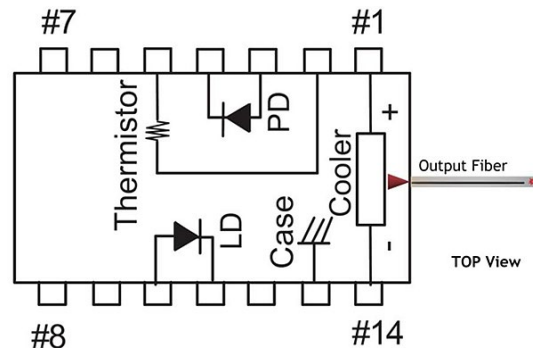 #7
#1
Thermistor
PD
Cooler
+
-
Output Fiber
LD
Case
TOP View
#8
#14